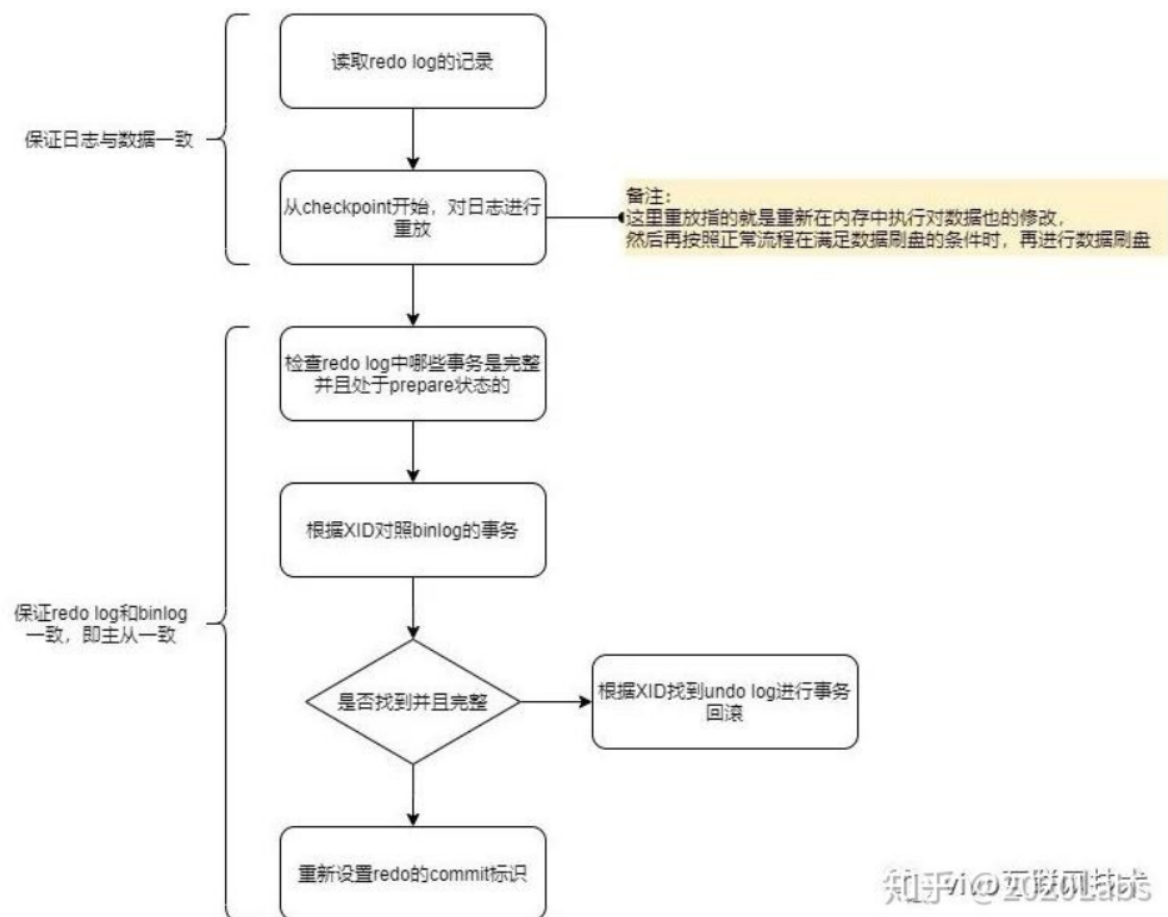 读取redo log的记录
保证日志与数据一致
从checkpoint开始，对日志进行
重放
备注：
这里重放指的就是重新在内存中执行对数据也的修改，
然后再按照正常流程在满足数据刷盘的条件时，再进行数据刷盘
检查redo log中哪些事务是完整
并且处于prepare状态的
根据XID对照binlog的事务
保证redo log和binlog
一致，即主从一致
是否找到并且完整
根据XID找到undo log进行事务
回滚
重新设置redo的commit标识
知乎 @2020Labs
vivo互联网技术